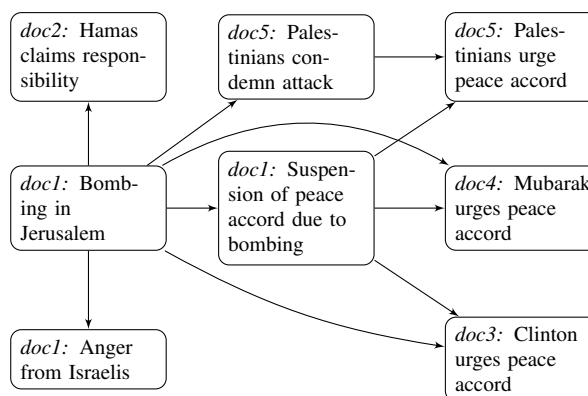 doc2: Hamas
claims respon-
sibility
doc5: Pales-
tinians con-
demn attack
doc5: Pales-
tinians urge
peace accord
doc1: Bomb-
ing in
Jerusalem
doc1: Suspen-
sion of peace
accord due to
bombing
doc4: Mubarak
urges peace
accord
doc1: Anger
from Israelis
doc3: Clinton
urges peace
accord